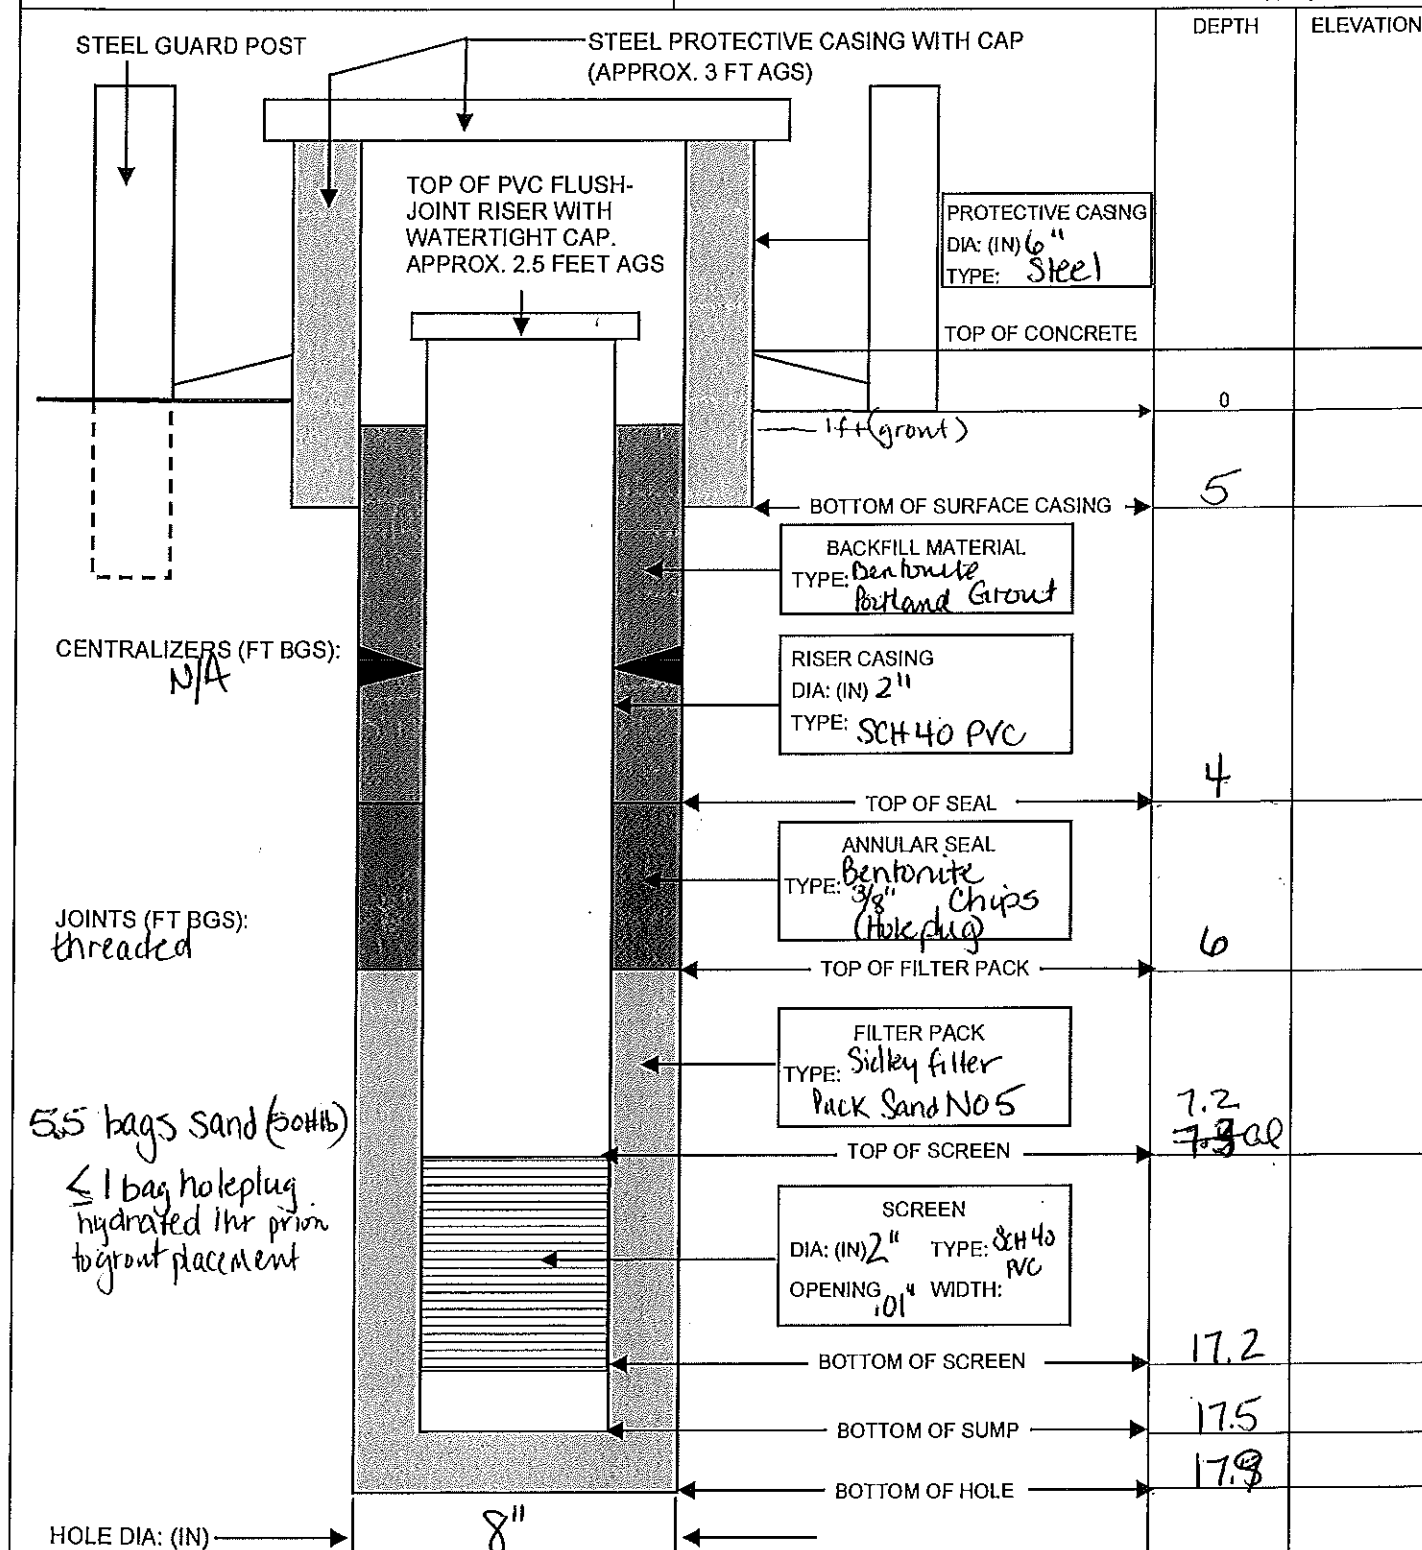 DEPTH
ELEVATION
STEEL GUARD POST
STEEL PROTECTIVE CASING WITH CAP
(APPROX. 3 FT AGS)
TOP OF PVC FLUSH-
JOINT RISER WITH
WATERTIGHT CAP.
APPROX. 2.5 FEET AGS
PROTECTIVE CASING
DIA: (IN) 6"
TYPE: Steel
TOP OF CONCRETE
0
1ft (grout)
BOTTOM OF SURFACE CASING
5
BACKFILL MATERIAL
TYPE: Bentonite
Portland Grout
CENTRALIZERS (FT BGS):
N/A
RISER CASING
DIA: (IN) 2"
TYPE: SCH 40 PVC
TOP OF SEAL
4
ANNULAR SEAL
TYPE: Bentonite
3/8" Chips
(Holeplug)
JOINTS (FT BGS):
threaded
TOP OF FILTER PACK
6
FILTER PACK
TYPE: Sidley filter
Pack Sand NO 5
5.5 bags sand (50#lb)
≤ 1 bag holeplug
hydrated 1hr prior
to grout placement
7.2
TOP OF SCREEN
SCREEN
DIA: (IN) 2" TYPE: SCH 40
PVC
OPENING .01" WIDTH:
BOTTOM OF SCREEN
17.2
BOTTOM OF SUMP
17.5
BOTTOM OF HOLE
HOLE DIA: (IN)
8"